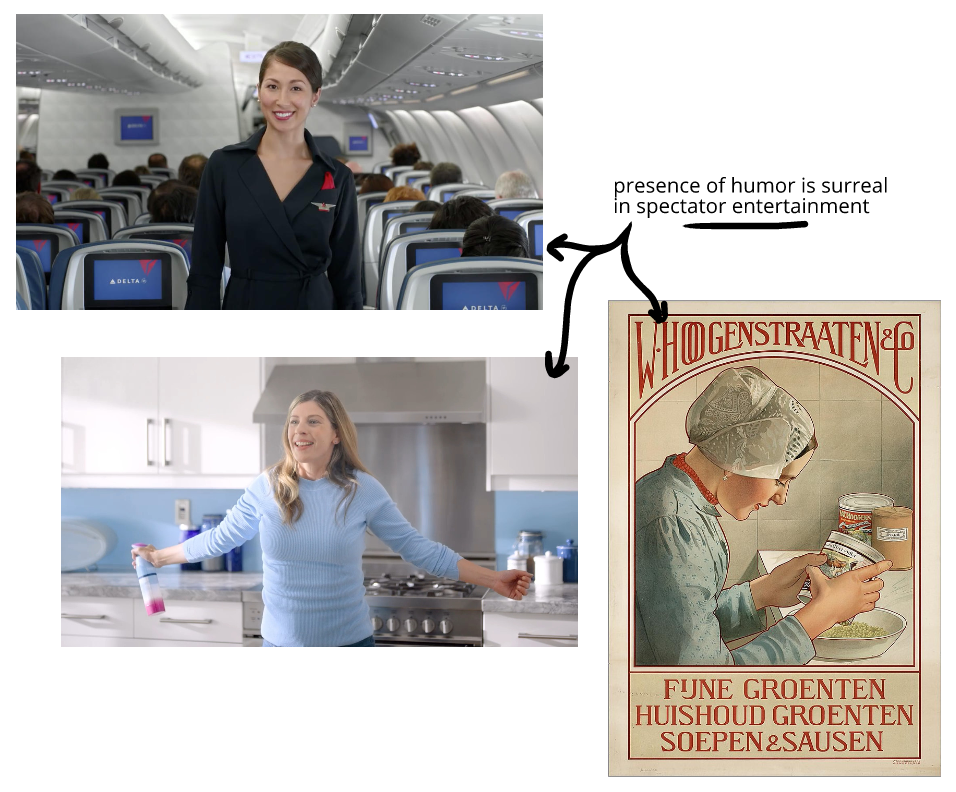 DELTA
DELTA
presence of humor is surreal
in spectator entertainment
W·HOOGENSTRAATEN&Co
FIJNE GROENTEN
HUISHOUD GROENTEN
SOEPEN&SAUSEN